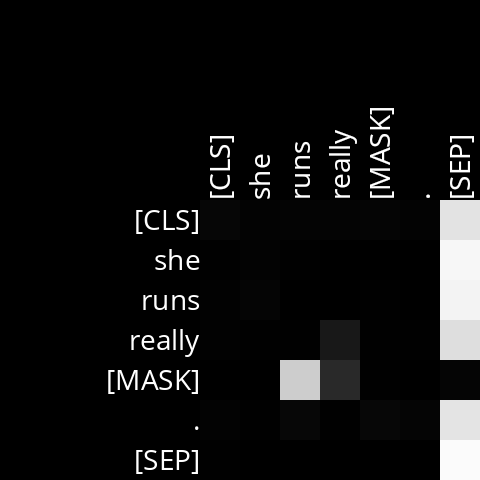 [CLS] she runs really [MASK] . [SEP]
[CLS]
she
runs
really
[MASK]
.
[SEP]